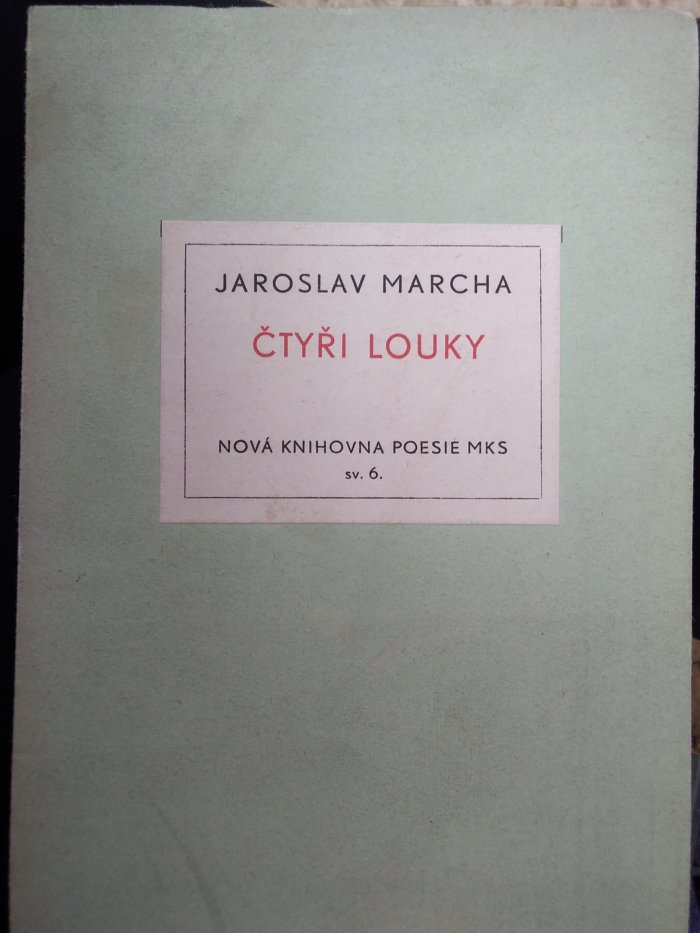 JAROSLAV MARCHA
ČTYŘI LOUKY
NOVÁ KNIHOVNA POESIE MKS
sv. 6.